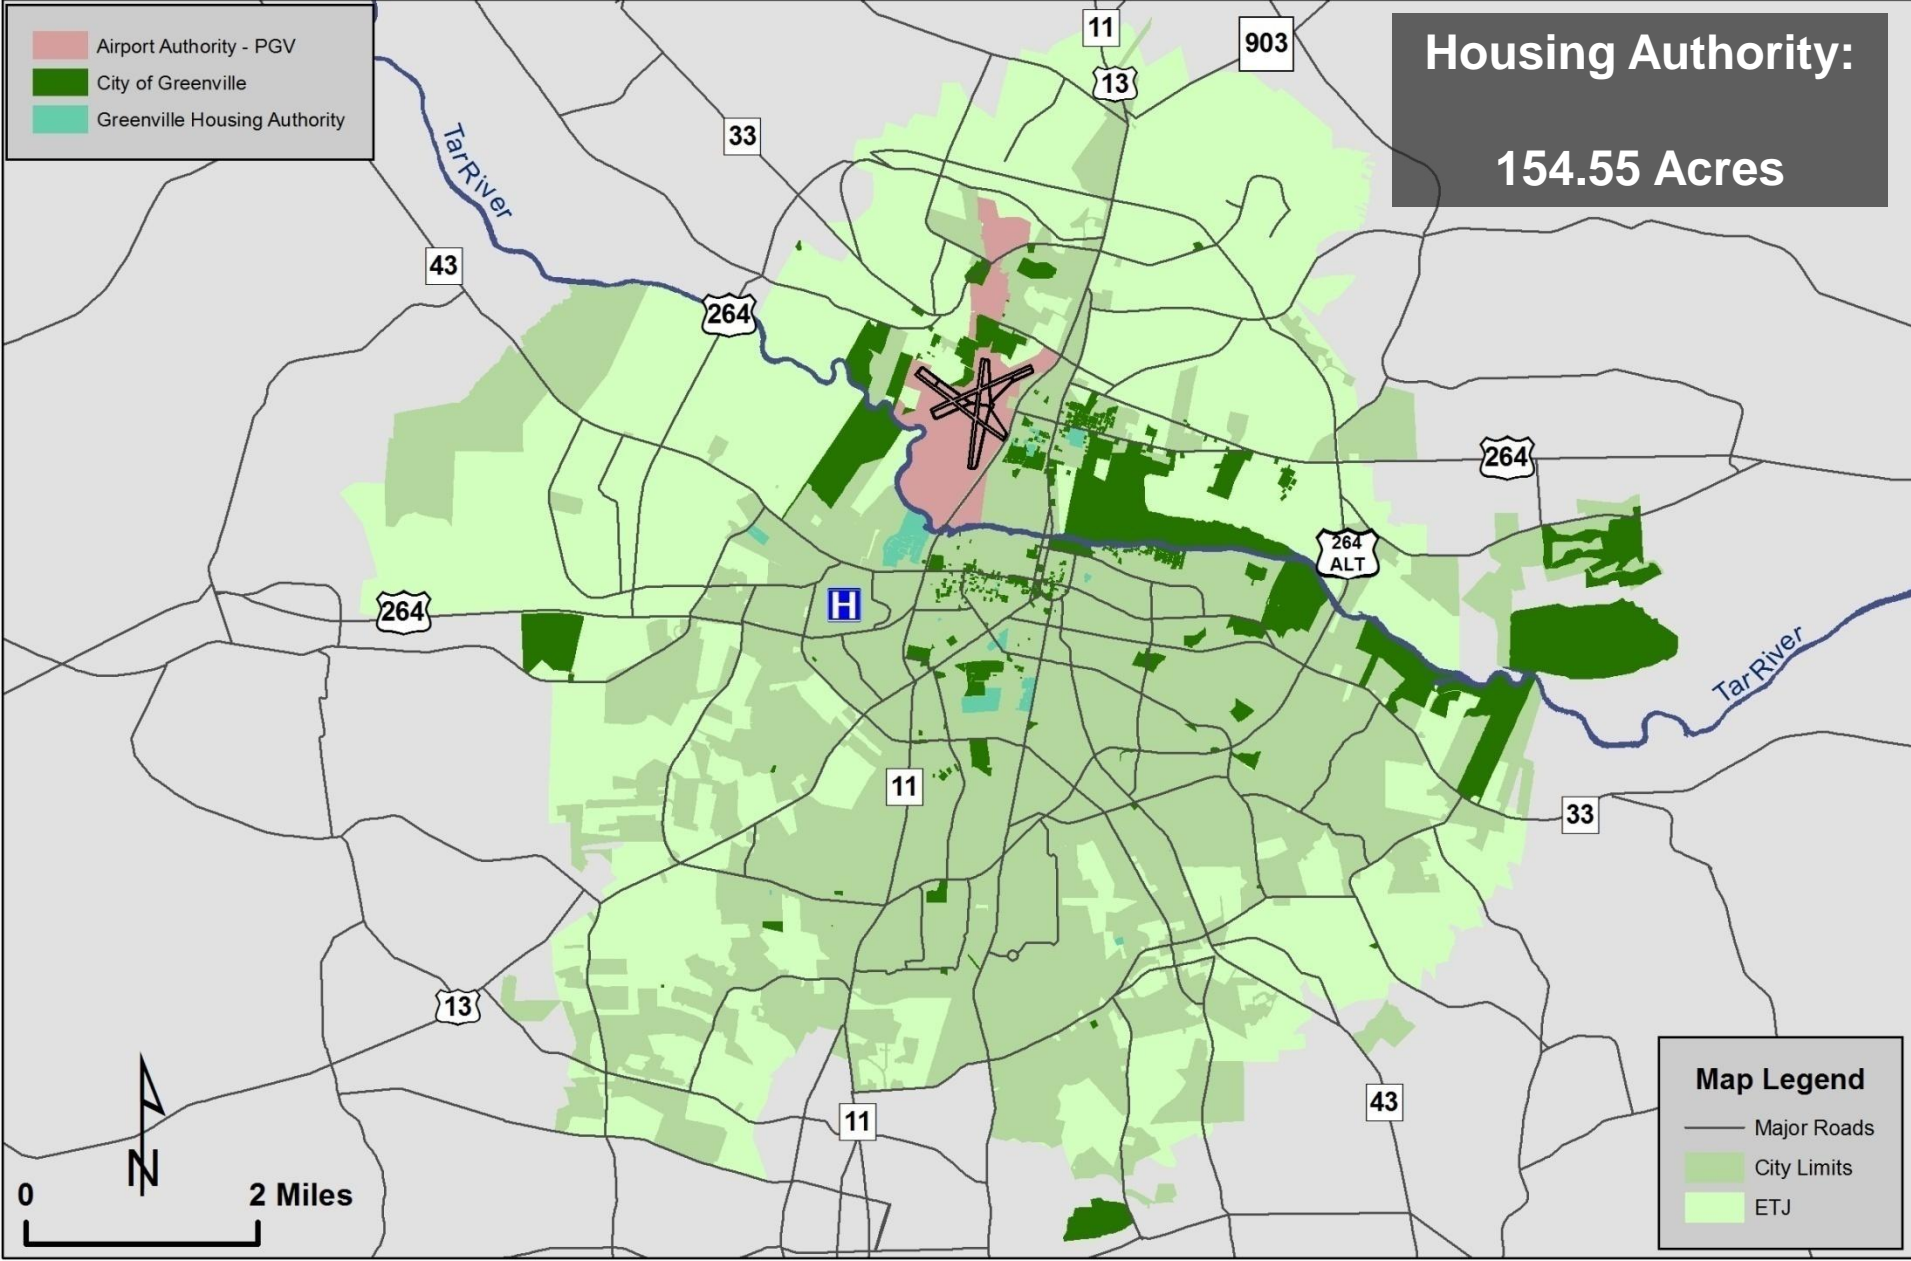 Airport Authority - PGV
City of Greenville
Greenville Housing Authority
Housing Authority:
154.55 Acres
11
903
13
33
Tar River
43
264
264
264
ALT
264
H
Tar River
11
33
13
43
11
N
0 2 Miles
Map Legend
Major Roads
City Limits
ETJ